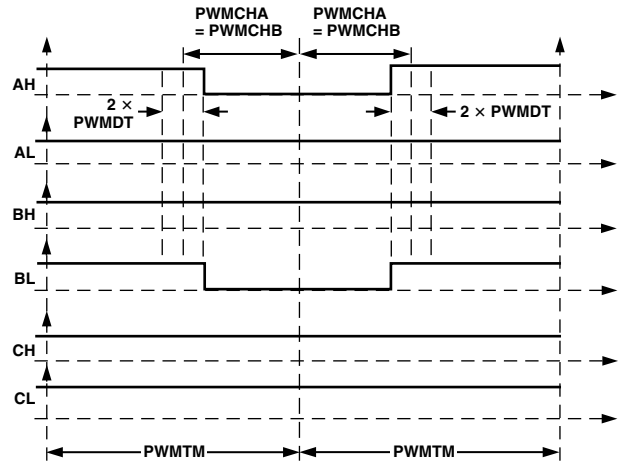 PWMCHA
= PWMCHB
PWMCHA
= PWMCHB
AH
2 ×
PWMDT
2 × PWMDT
AL
BH
BL
CH
CL
PWMTM
PWMTM